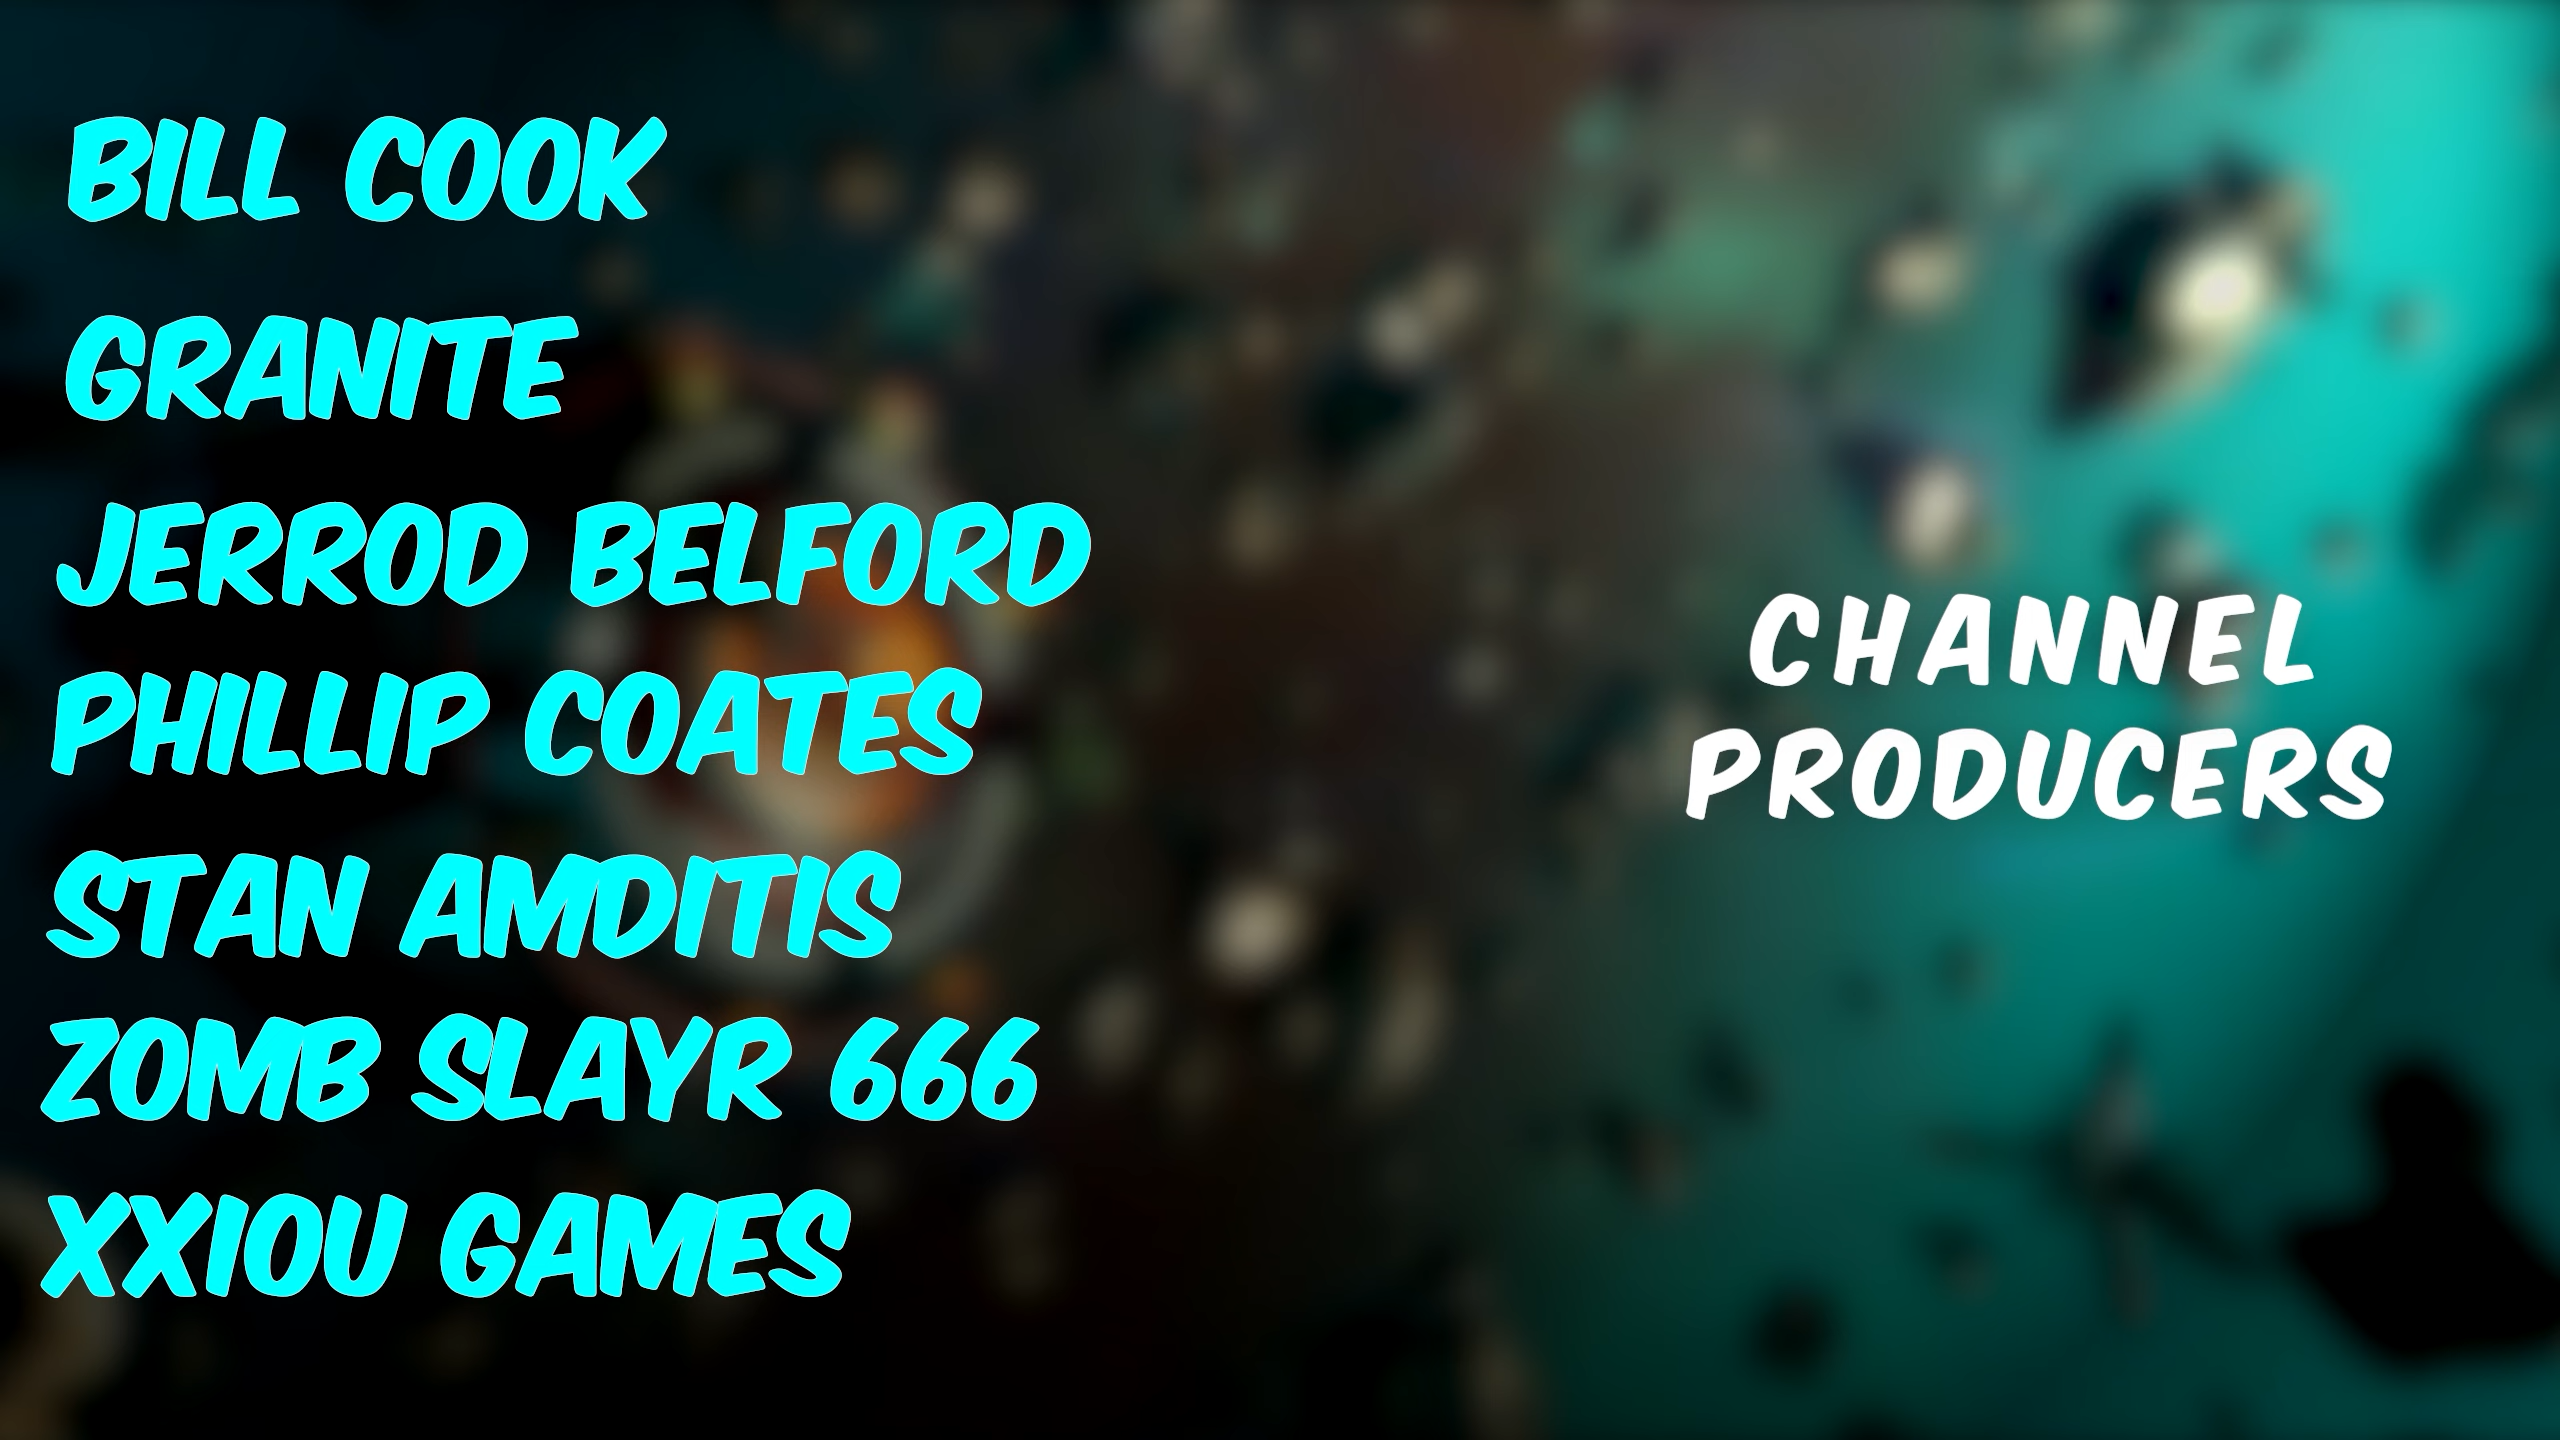 BILL COOK
GRANITE
JERROD BELFORD
PHILLIP COATES
STAN AMDITIS
ZOMB SLAYR 666
XXIOU GAMES
CHANNEL
PRODUCERS